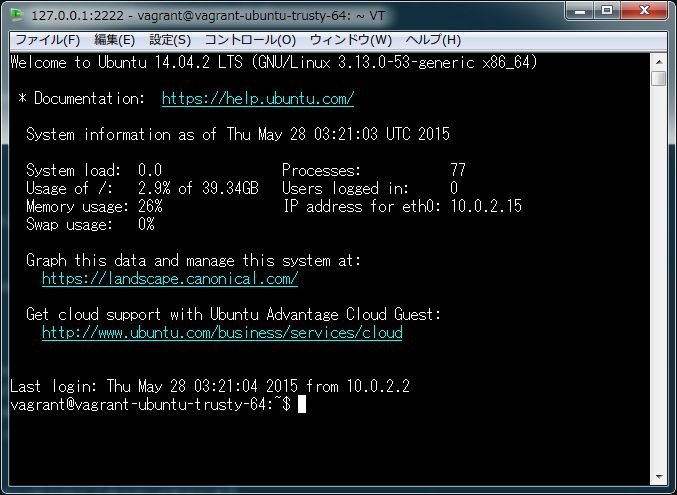 127.0.0.1:2222 - vagrant@vagrant-ubuntu-trusty-64: ~ VT
ファイル(F) 編集(E) 設定(S) コントロール(O) ウィンドウ(W) ヘルプ(H)
Welcome to Ubuntu 14.04.2 LTS (GNU/Linux 3.13.0-53-generic x86_64)
* Documentation: https://help.ubuntu.com/
System information as of Thu May 28 03:21:03 UTC 2015
System load: 0.0 Processes: 77
Usage of /: 2.9% of 39.34GB Users logged in: 0
Memory usage: 26% IP address for eth0: 10.0.2.15
Swap usage: 0%
Graph this data and manage this system at:
https://landscape.canonical.com/
Get cloud support with Ubuntu Advantage Cloud Guest:
http://www.ubuntu.com/business/services/cloud
Last login: Thu May 28 03:21:04 2015 from 10.0.2.2
vagrant@vagrant-ubuntu-trusty-64:~$